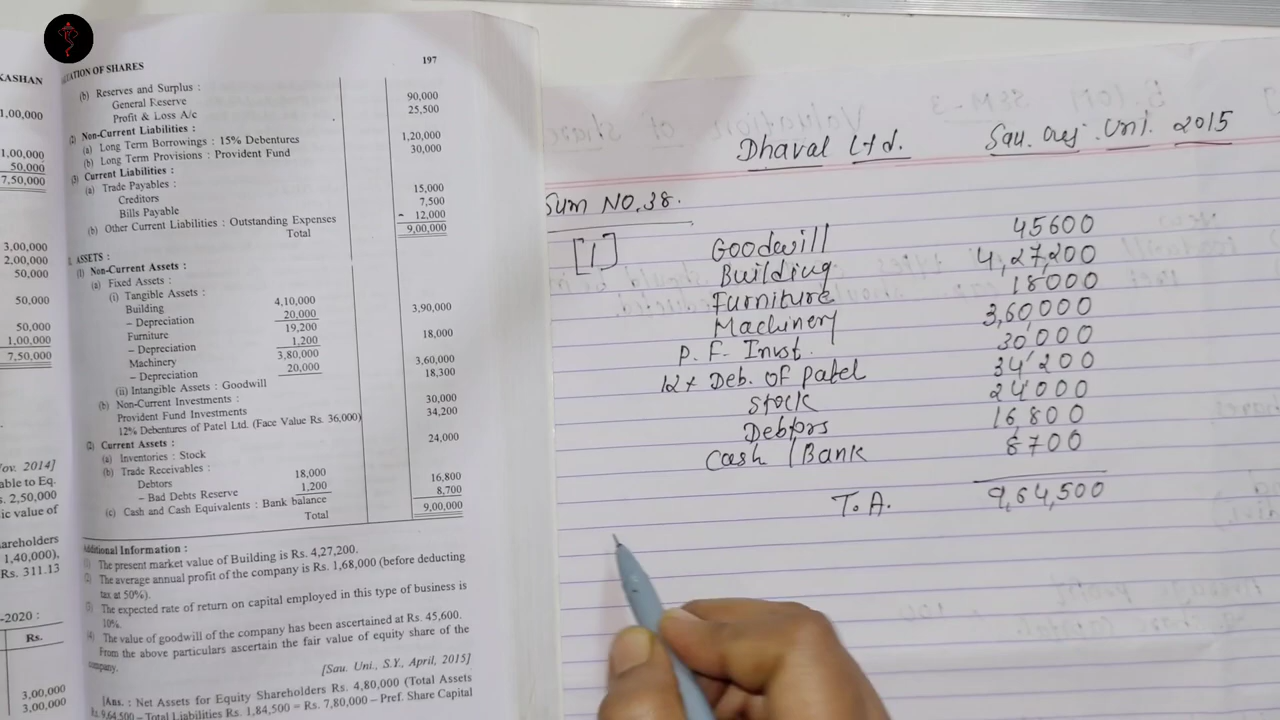 KASHAN
1,00,000
1,00,000
50,000
7,50,000
3,00,000
2,00,000
50,000
50,000
50,000
1,00,000
7,50,000
ov. 2014]
able to Eq.
s. 2,50,000
ic value of
areholders
1,40,000),
Rs. 311.13
-2020 :
Rs.
3,00,000
3,00,000
ATION OF SHARES 197
(b) Reserves and Surplus :
General Reserve 90,000
Profit & Loss A/c 25,500
(2) Non-Current Liabilities :
(a) Long Term Borrowings : 15% Debentures 1,20,000
(b) Long Term Provisions : Provident Fund 30,000
(3) Current Liabilities :
(a) Trade Payables :
Creditors 15,000
Bills Payable 7,500
(b) Other Current Liabilities : Outstanding Expenses 12,000
Total 9,00,000
ASSETS :
(1) Non-Current Assets :
(a) Fixed Assets :
(i) Tangible Assets :
Building 4,10,000
– Depreciation 20,000 3,90,000
Furniture 19,200
– Depreciation 1,200 18,000
Machinery 3,80,000
– Depreciation 20,000 3,60,000
(ii) Intangible Assets : Goodwill 18,300
(b) Non-Current Investments :
Provident Fund Investments 30,000
12% Debentures of Patel Ltd. (Face Value Rs. 36,000) 34,200
(2) Current Assets :
(a) Inventories : Stock 24,000
(b) Trade Receivables :
Debtors 18,000
– Bad Debts Reserve 1,200 16,800
(c) Cash and Cash Equivalents : Bank balance 8,700
Total 9,00,000
Additional Information :
(1) The present market value of Building is Rs. 4,27,200.
(2) The average annual profit of the company is Rs. 1,68,000 (before deducting
tax at 50%).
(3) The expected rate of return on capital employed in this type of business is
10%.
(4) The value of goodwill of the company has been ascertained at Rs. 45,600.
From the above particulars ascertain the fair value of equity share of the
company.
[Sau. Uni., S.Y., April, 2015]
[Ans. : Net Assets for Equity Shareholders Rs. 4,80,000 (Total Assets
Rs. 9,64,500 – Total Liabilities Rs. 1,84,500 = Rs. 7,80,000 – Pref. Share Capital
Dhaval Ltd. Sau. Uni. 2015
Sum NO. 38.
[1] Goodwill 45600
Building 4,27,200
Furniture 18000
Machinery 3,60000
P. F. Invst. 30000
12% Deb. of Patel 34200
Stock 24000
Debtors 16,800
Cash / Bank 8700
T. A. 9,64,500